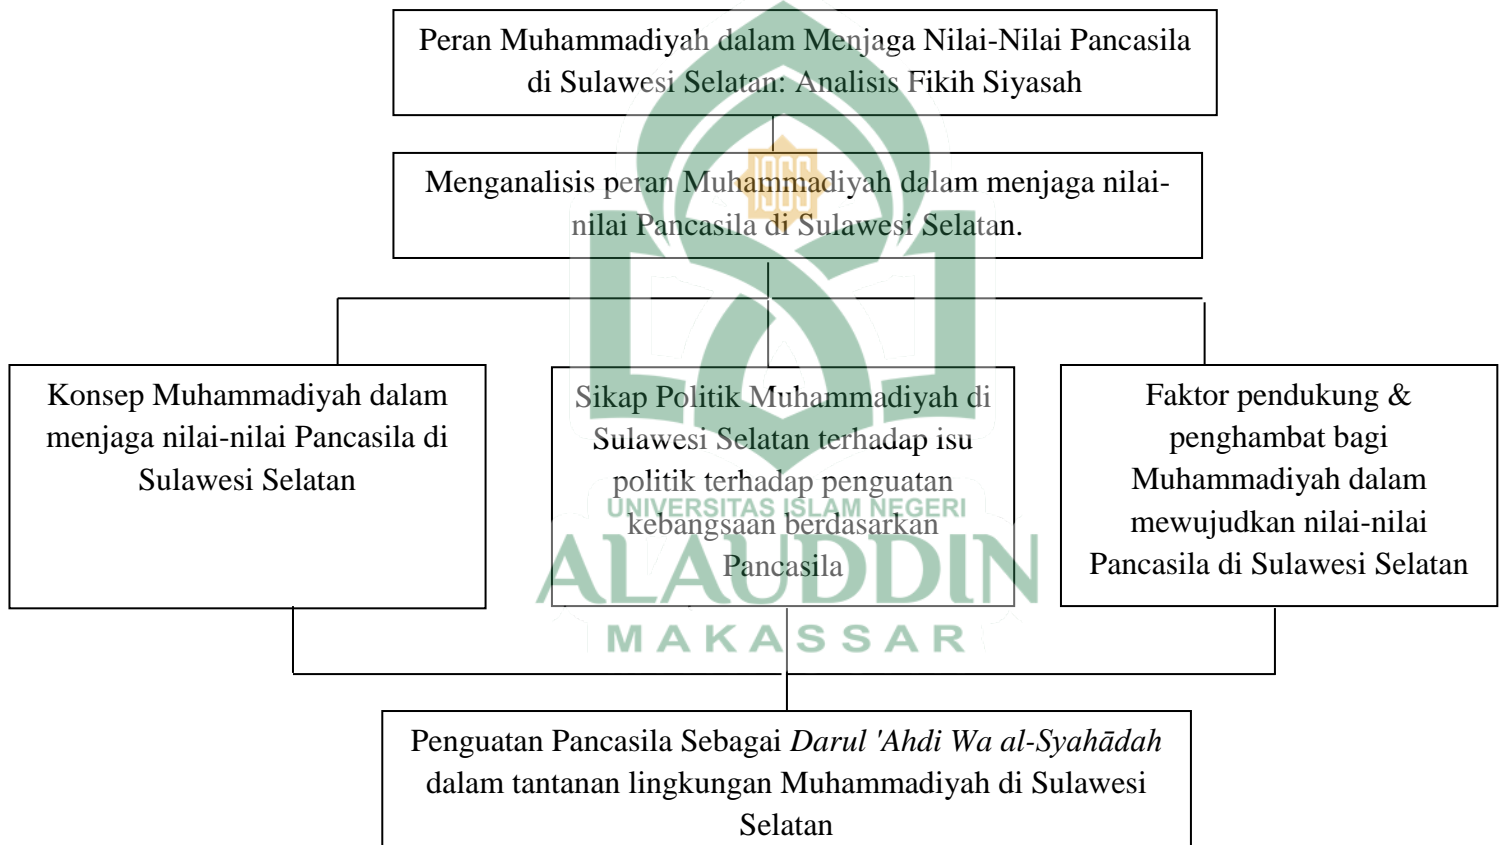 Peran Muhammadiyah dalam Menjaga Nilai-Nilai Pancasila
di Sulawesi Selatan: Analisis Fikih Siyasah
1965
Menganalisis peran Muhammadiyah dalam menjaga nilai-
nilai Pancasila di Sulawesi Selatan.
Konsep Muhammadiyah dalam
menjaga nilai-nilai Pancasila di
Sulawesi Selatan
Sikap Politik Muhammadiyah di
Sulawesi Selatan terhadap isu
politik terhadap penguatan
kebangsaan berdasarkan
Pancasila
Faktor pendukung &
penghambat bagi
Muhammadiyah dalam
mewujudkan nilai-nilai
Pancasila di Sulawesi Selatan
UNIVERSITAS ISLAM NEGERI
ALAUDDIN
MAKASSAR
Penguatan Pancasila Sebagai Darul 'Ahdi Wa al-Syahādah
dalam tantanan lingkungan Muhammadiyah di Sulawesi
Selatan